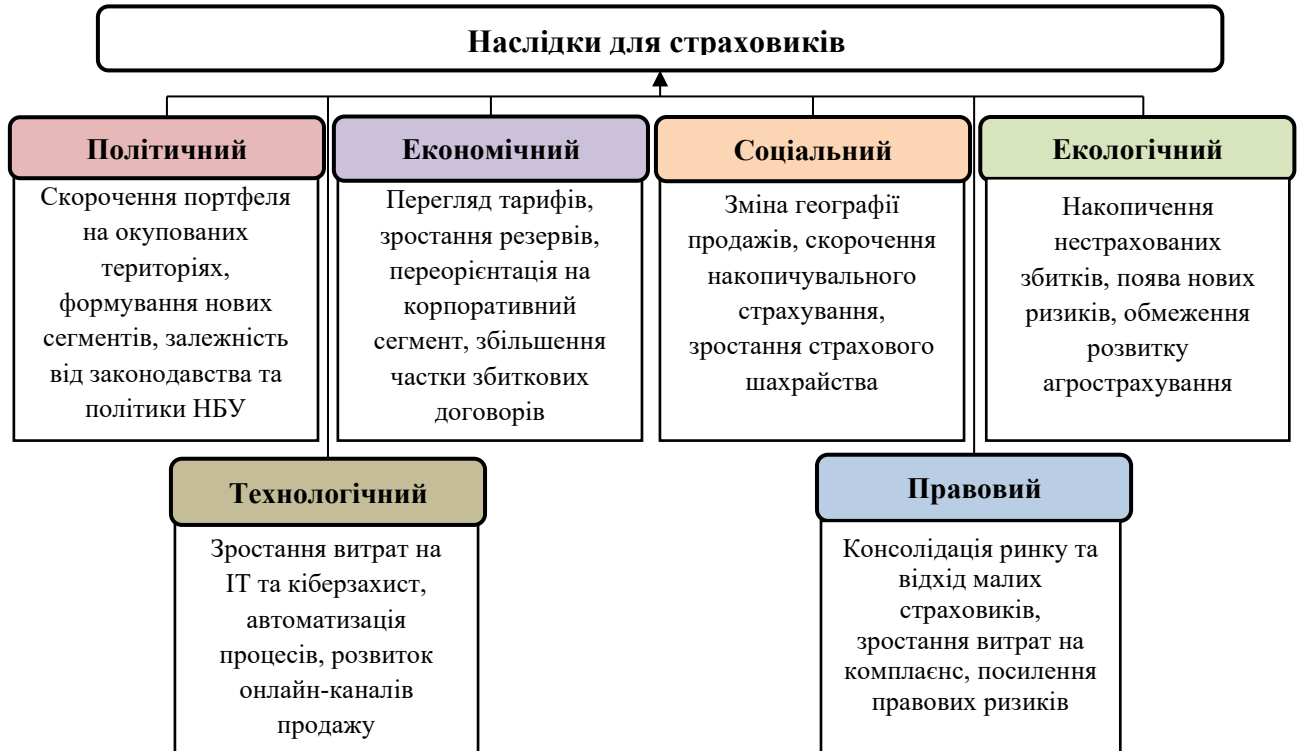 Наслідки для страховиків
Політичний
Скорочення портфеля
на окупованих
територіях,
формування нових
сегментів, залежність
від законодавства та
політики НБУ
Економічний
Перегляд тарифів,
зростання резервів,
переорієнтація на
корпоративний
сегмент, збільшення
частки збиткових
договорів
Соціальний
Зміна географії
продажів, скорочення
накопичувального
страхування,
зростання страхового
шахрайства
Екологічний
Накопичення
нестрахованих
збитків, поява нових
ризиків, обмеження
розвитку
агрострахування
Технологічний
Зростання витрат на
ІТ та кіберзахист,
автоматизація
процесів, розвиток
онлайн-каналів
продажу
Правовий
Консолідація ринку та
відхід малих
страховиків,
зростання витрат на
комплаєнс, посилення
правових ризиків